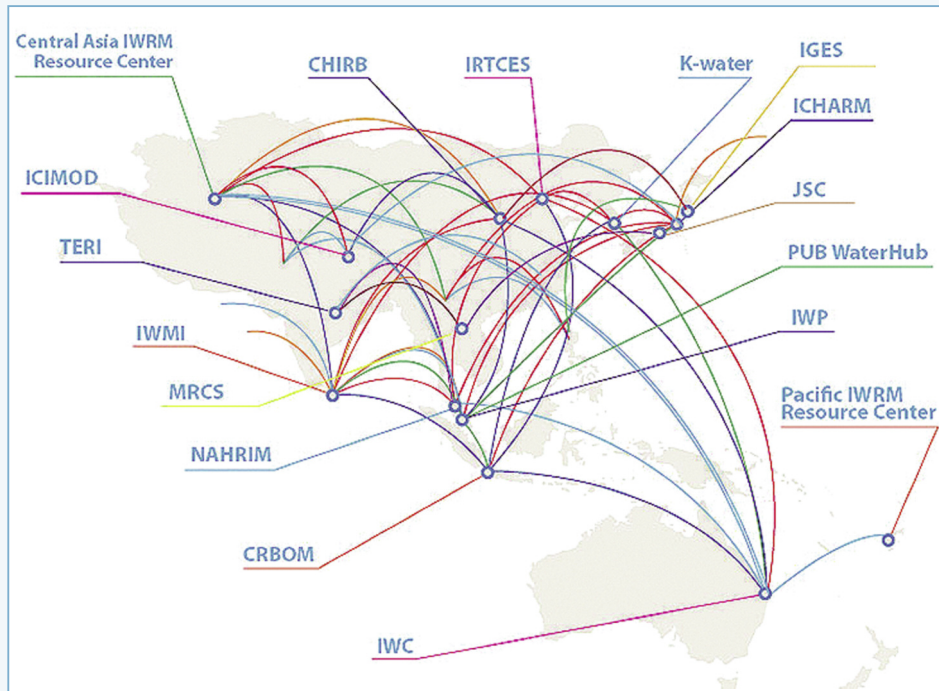 Central Asia IWRM
Resource Center
CHIRB
IRTCES
K-water
IGES
ICHARM
ICIMOD
JSC
TERI
PUB WaterHub
IWMI
IWP
MRCS
Pacific IWRM
Resource Center
NAHRIM
CRBOM
IWC